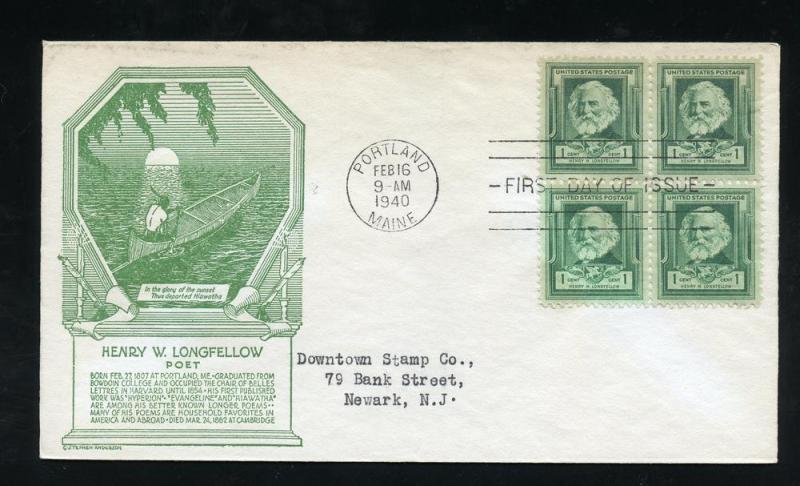 In the glory of the sunset
Thus departed Hiawatha
HENRY W. LONGFELLOW
POET
BORN FEB. 27, 1807 AT PORTLAND, ME.·GRADUATED FROM
BOWDOIN COLLEGE AND OCCUPIED THE CHAIR OF BELLES
LETTRES IN HARVARD UNTIL 1854·HIS FIRST PUBLISHED
WORK WAS "HYPERION"·"EVANGELINE" AND "HIAWATHA"
ARE AMONG HIS BETTER KNOWN LONGER POEMS··
MANY OF HIS POEMS ARE HOUSEHOLD FAVORITES IN
AMERICA AND ABROAD·DIED MAR. 24, 1882 AT CAMBRIDGE
C. STEPHEN ANDERSON
PORTLAND
FEB 16
9-AM
1940
MAINE
-FIRST DAY OF ISSUE-
UNITED STATES POSTAGE
1 CENT CENT 1
HENRY W. LONGFELLOW
UNITED STATES POSTAGE
1 CENT CENT 1
HENRY W. LONGFELLOW
UNITED STATES POSTAGE
1 CENT CENT 1
HENRY W. LONGFELLOW
UNITED STATES POSTAGE
1 CENT CENT 1
HENRY W. LONGFELLOW
Downtown Stamp Co.,
79 Bank Street,
Newark, N.J.